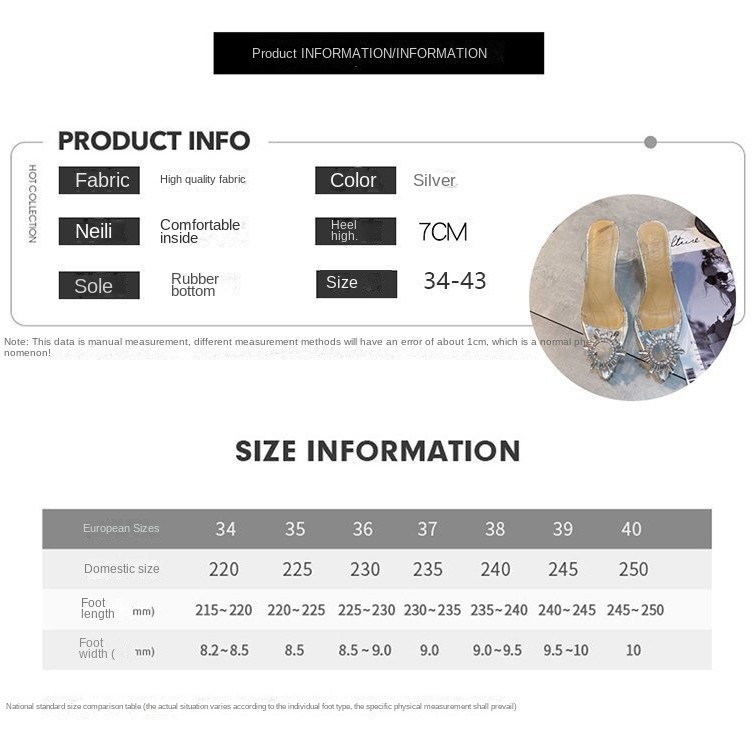 Product INFORMATION/INFORMATION
PRODUCT INFO
HOT COLLECTION
Fabric High quality fabric Color Silver
Neili Comfortable inside Heel high. 7CM
Sole Rubber bottom Size 34-43
Note: This data is manual measurement, different measurement methods will have an error of about 1cm, which is a normal phe
nomenon!
SIZE INFORMATION
European Sizes 34 35 36 37 38 39 40
Domestic size 220 225 230 235 240 245 250
Foot length mm) 215~220 220~225 225~230 230~235 235~240 240~245 245~250
Foot width ( mm) 8.2~8.5 8.5 8.5~9.0 9.0 9.0~9.5 9.5~10 10
National standard size comparison table (the actual situation varies according to the individual foot type, the specific physical measurement shall prevail)